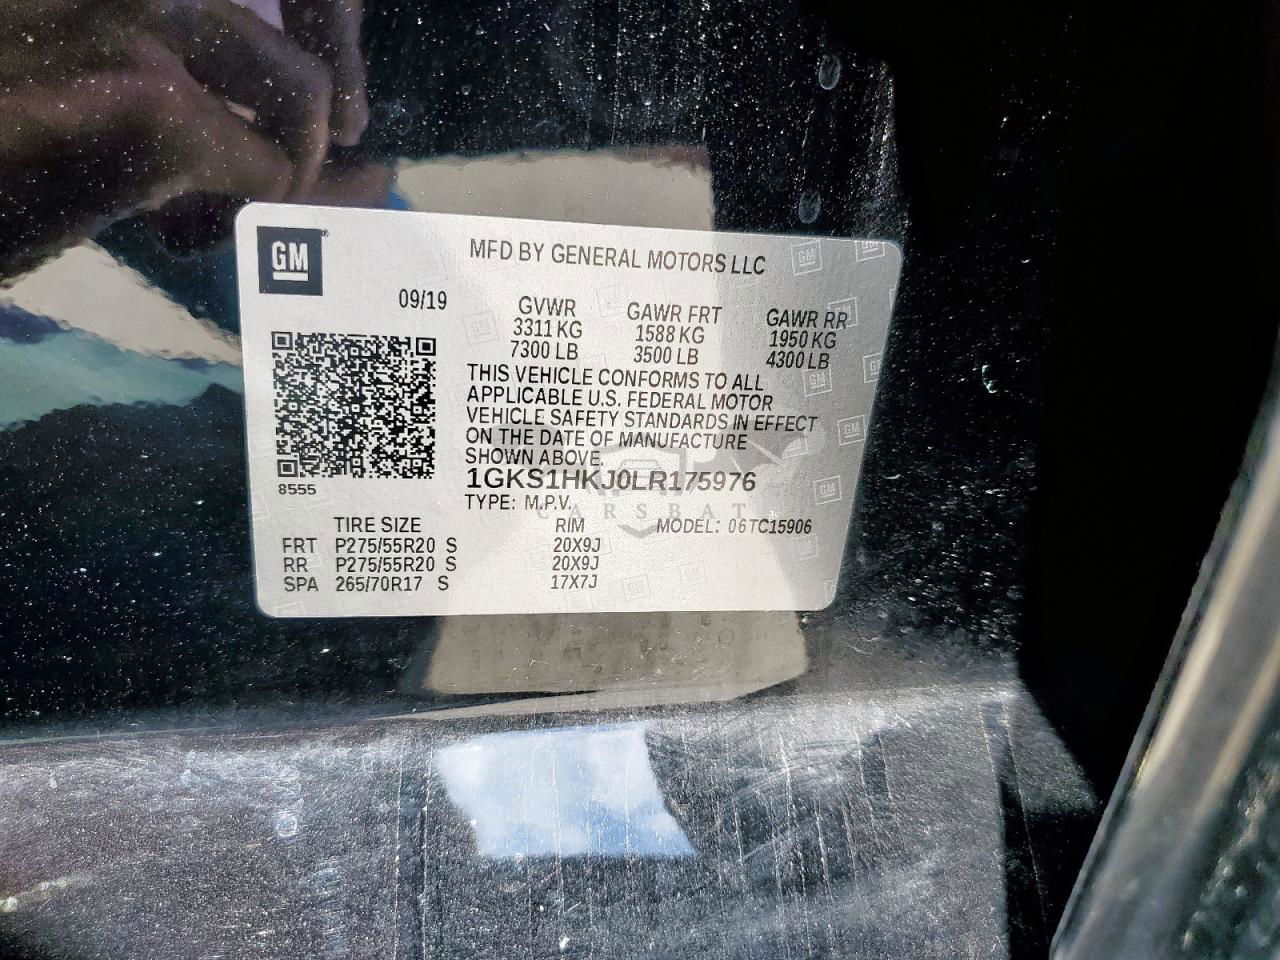 GM
MFD BY GENERAL MOTORS LLC
09/19
GVWR GAWR FRT GAWR RR
3311 KG 1588 KG 1950 KG
7300 LB 3500 LB 4300 LB
THIS VEHICLE CONFORMS TO ALL
APPLICABLE U.S. FEDERAL MOTOR
VEHICLE SAFETY STANDARDS IN EFFECT
ON THE DATE OF MANUFACTURE
SHOWN ABOVE.
8555
1GKS1HKJ0LR175976
TYPE: M.P.V.
CARSBAT
TIRE SIZE RIM MODEL: 06TC15906
FRT P275/55R20 S 20X9J
RR P275/55R20 S 20X9J
SPA 265/70R17 S 17X7J